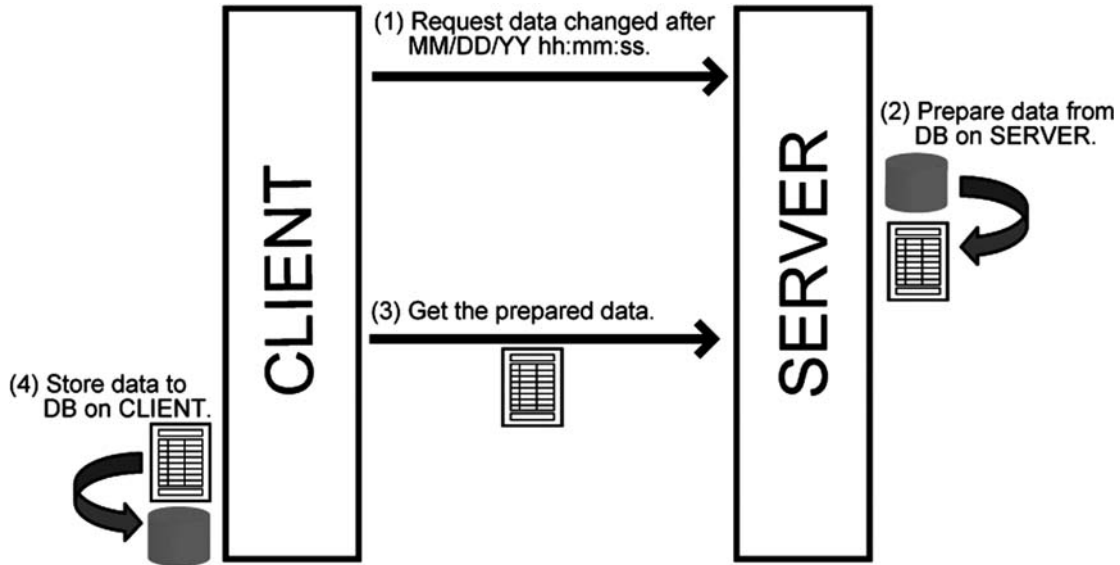 (1) Request data changed after
MM/DD/YY hh:mm:ss.
CLIENT
SERVER
(2) Prepare data from
DB on SERVER.
(3) Get the prepared data.
(4) Store data to
DB on CLIENT.